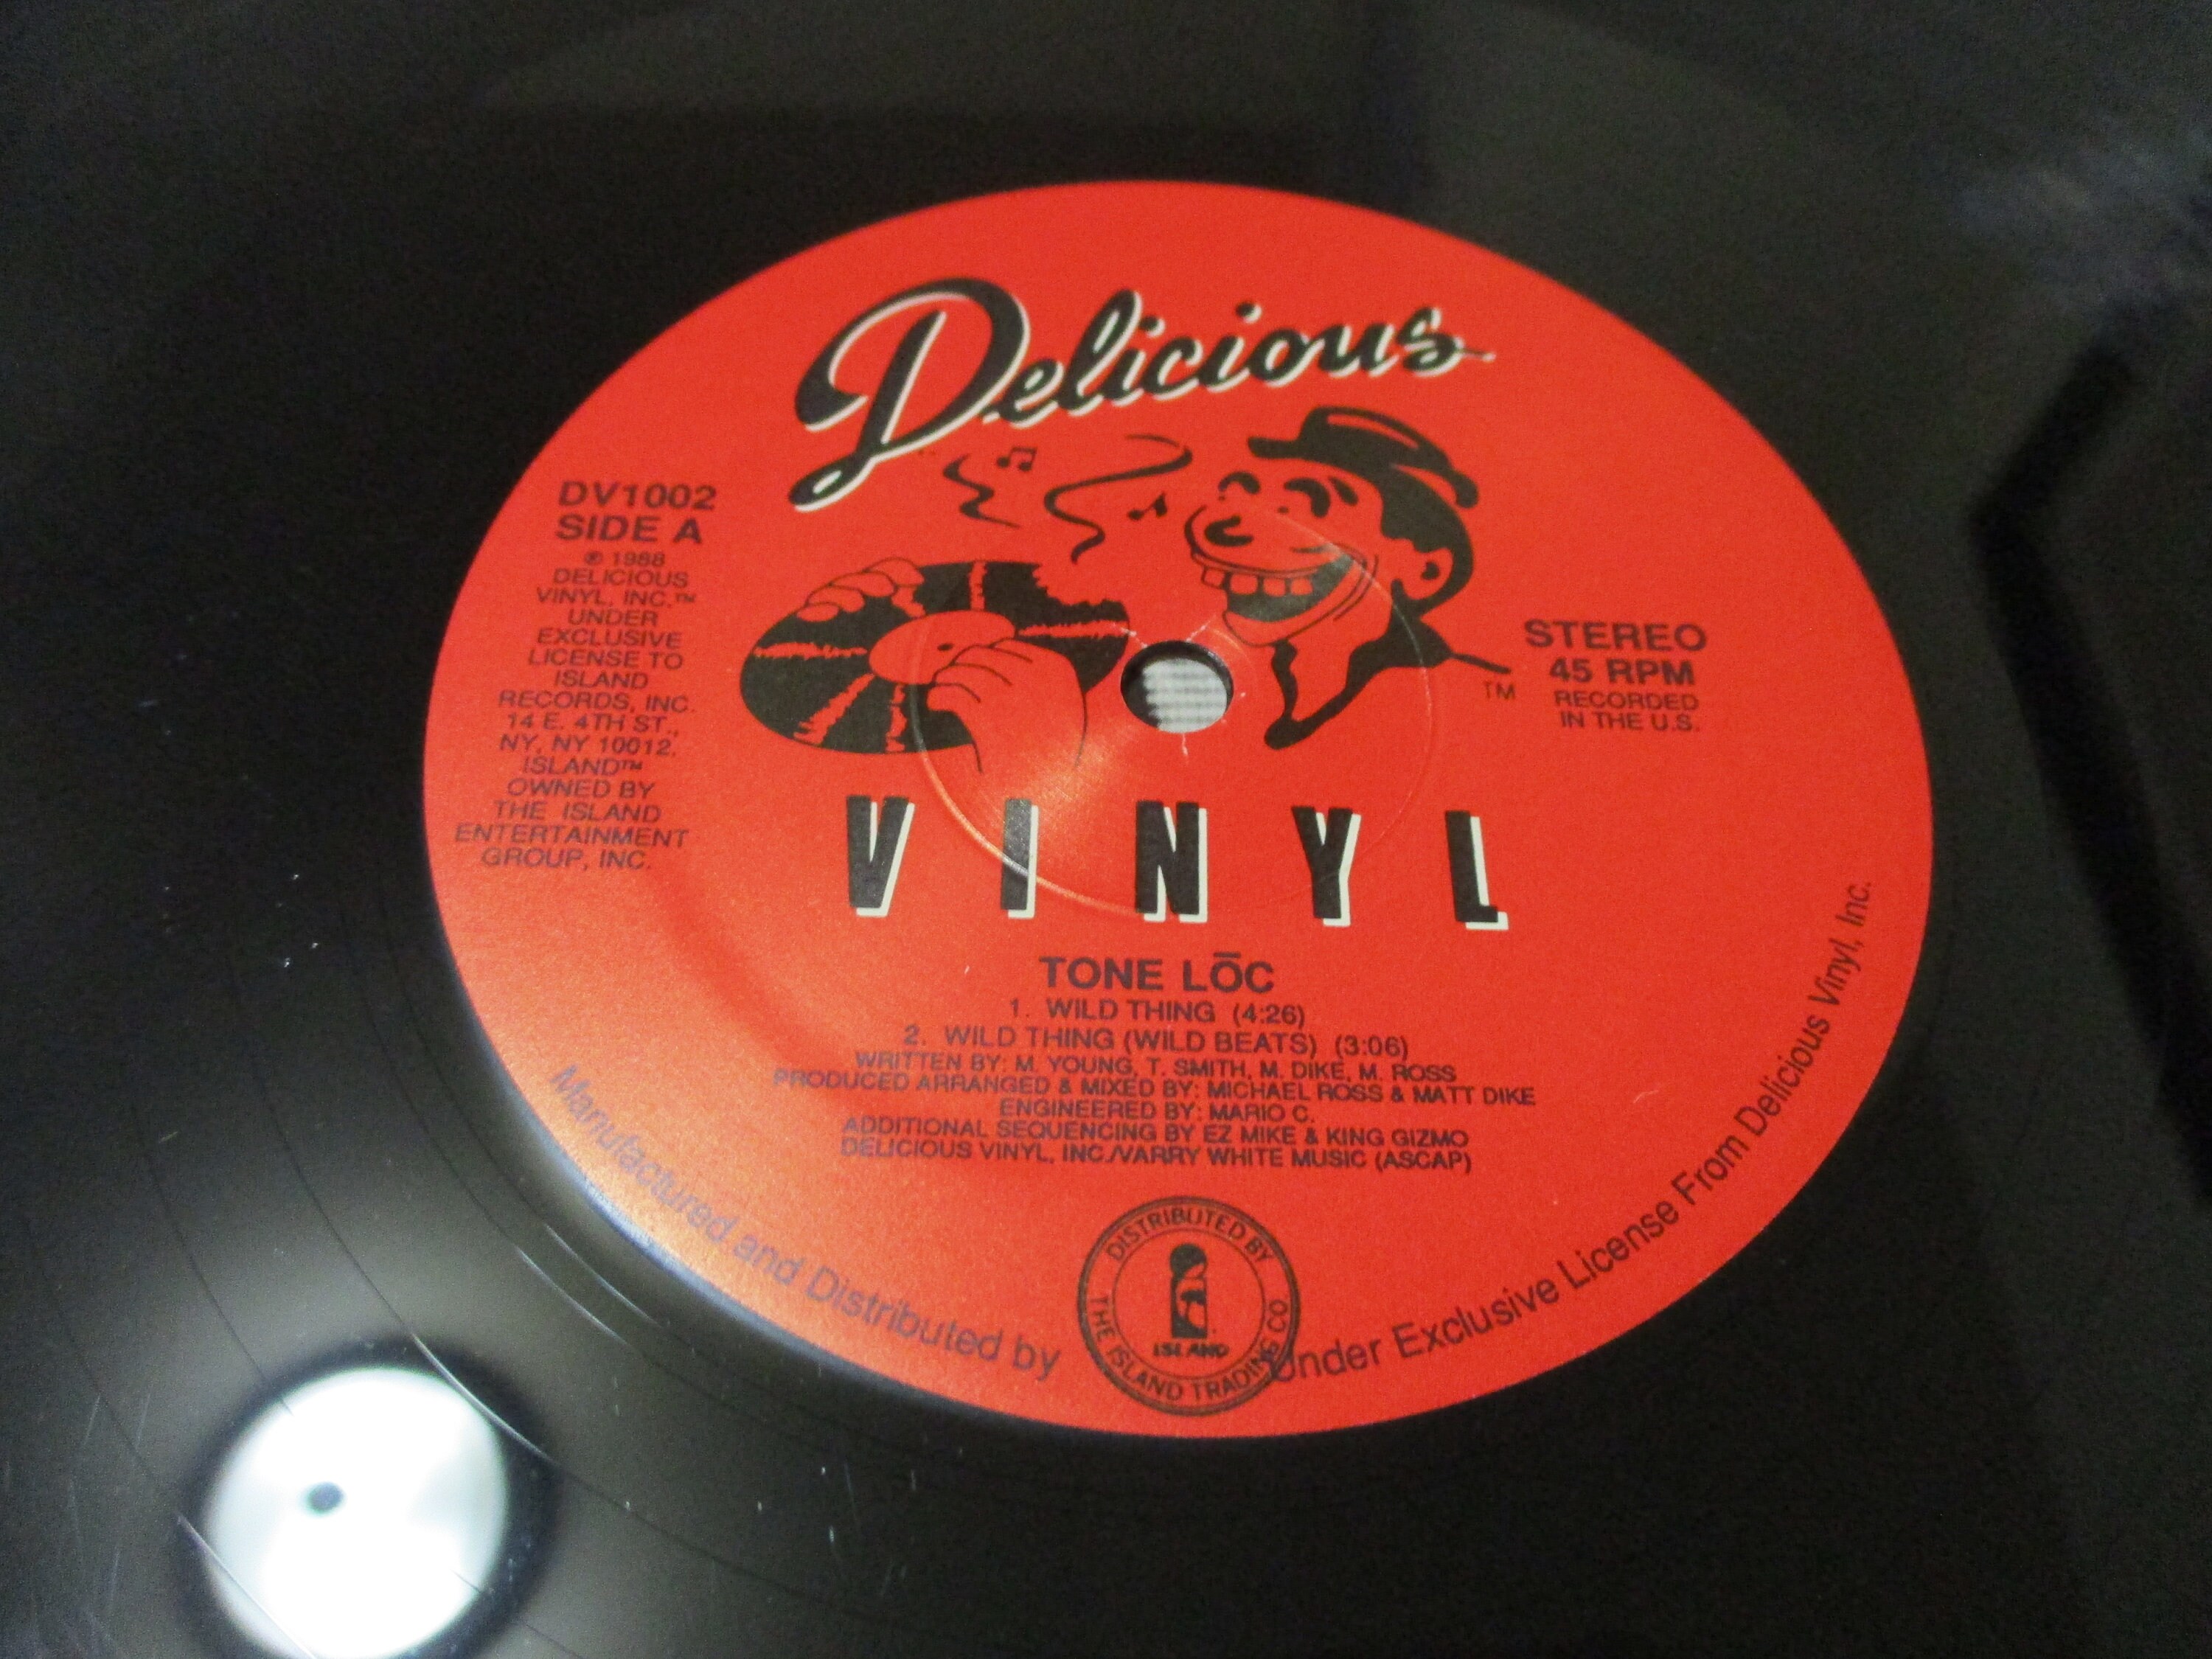 Delicious
DV1002
SIDE A
℗ 1988
DELICIOUS
VINYL, INC.™
UNDER
EXCLUSIVE
LICENSE TO
ISLAND
RECORDS, INC.
14 E. 4TH ST.,
NY, NY 10012.
ISLAND™
OWNED BY
THE ISLAND
ENTERTAINMENT
GROUP, INC.
STEREO
45 RPM
RECORDED
IN THE U.S.
TM
VINYL
TONE LŌC
1. WILD THING (4:26)
2. WILD THING (WILD BEATS) (3:06)
WRITTEN BY: M. YOUNG, T. SMITH, M. DIKE, M. ROSS
PRODUCED ARRANGED & MIXED BY: MICHAEL ROSS & MATT DIKE
ENGINEERED BY: MARIO C.
ADDITIONAL SEQUENCING BY EZ MIKE & KING GIZMO
DELICIOUS VINYL, INC./VARRY WHITE MUSIC (ASCAP)
Manufactured and Distributed by
DISTRIBUTED BY
THE ISLAND TRADING CO
ISLAND
Under Exclusive License From Delicious Vinyl, Inc.